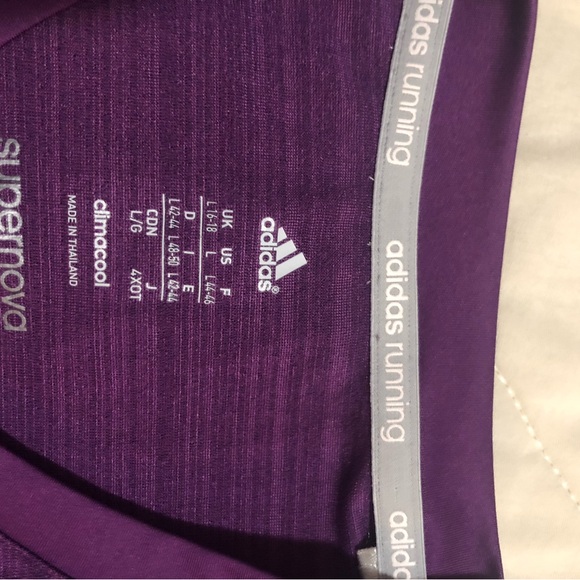 adidas running
adidas running
adidas
adidas®
UK US F
L 16-18 L L 44-46
D I E
L 42-44 L 48-50 L 42-44
CDN J
L/G 4XOT
climacool
MADE IN THAILAND
supernova